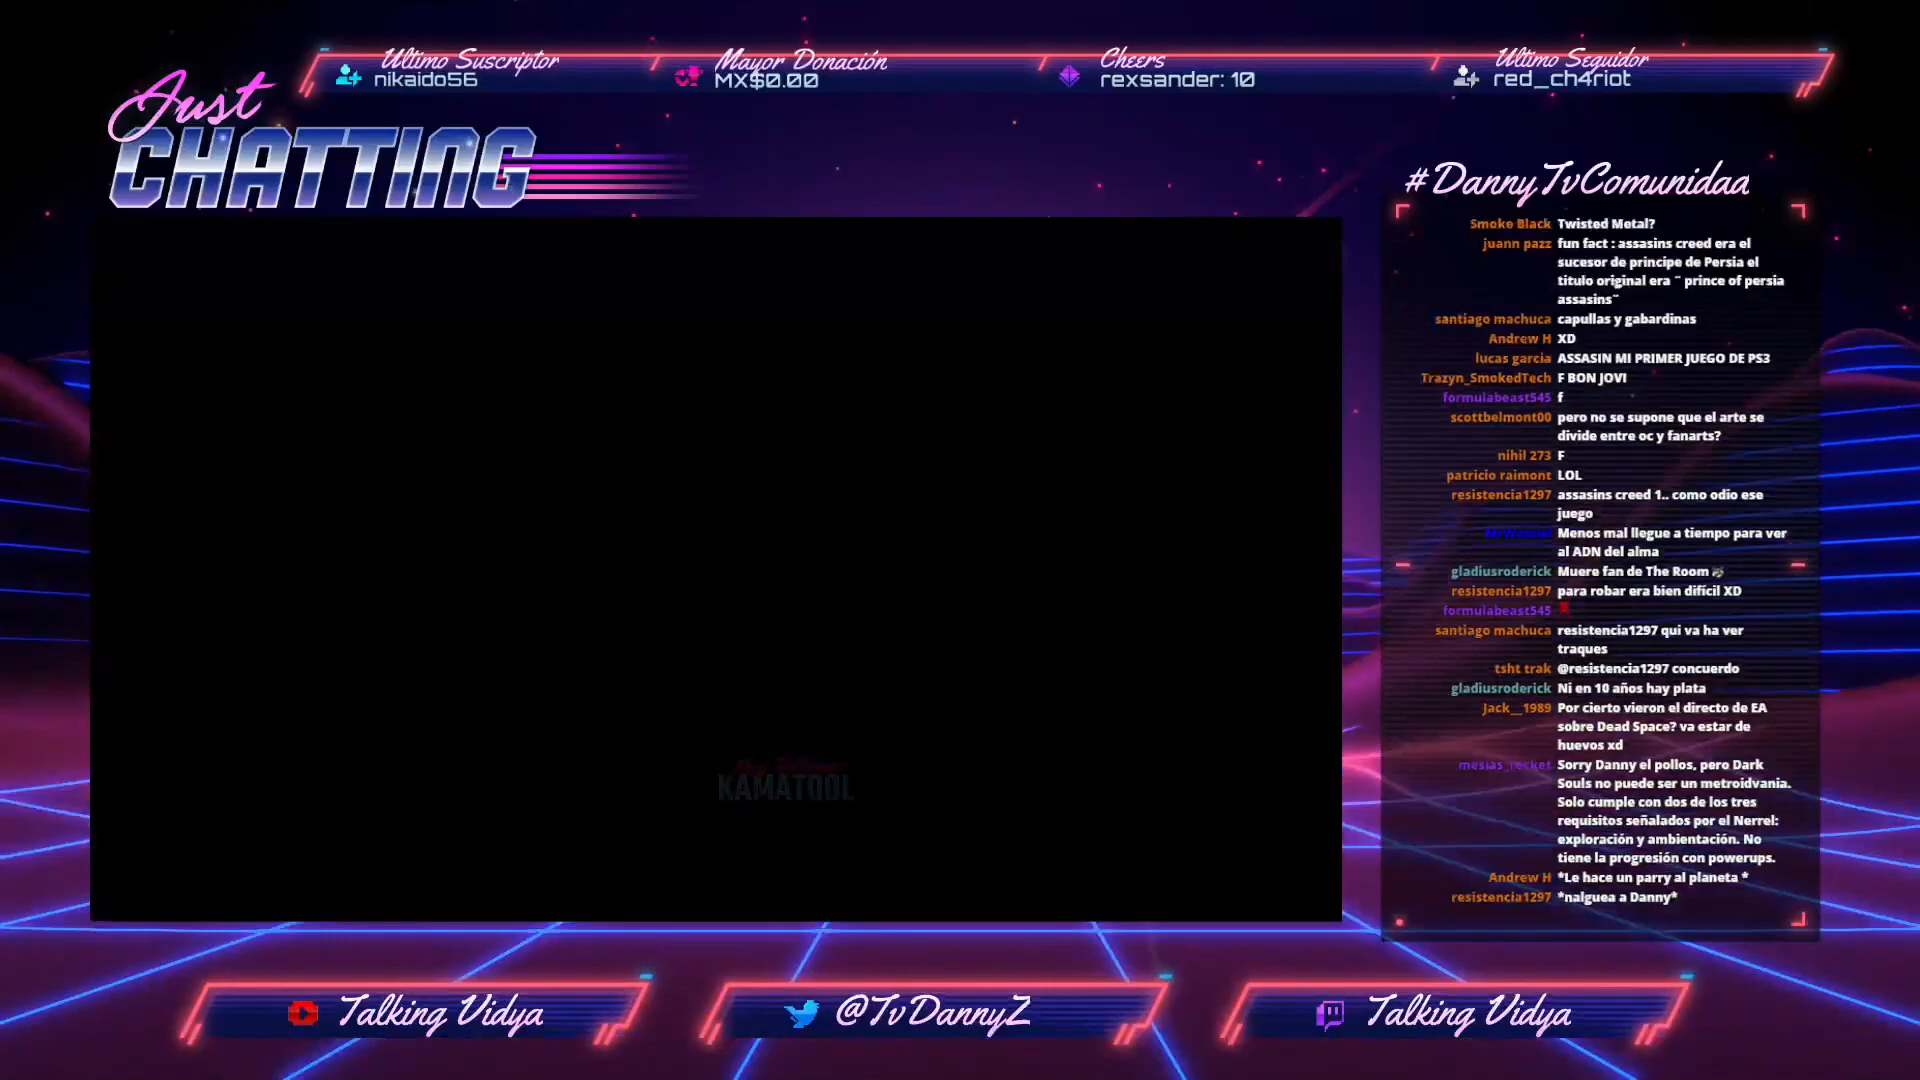 Ultimo Suscriptor
nikaido56
Mayor Donación
MX$0.00
Cheers
rexsander: 10
Ultimo Seguidor
red_ch4riot
Just
CHATTING
#DannyTvComunidad
Smoke Black Twisted Metal?
juann pazz fun fact : assasins creed era el
sucesor de principe de Persia el
titulo original era ¨ prince of persia
assasins¨
santiago machuca capullas y gabardinas
Andrew H XD
lucas garcia ASSASIN MI PRIMER JUEGO DE PS3
Trazyn_SmokedTech F BON JOVI
formulabeast545 f
scottbelmont00 pero no se supone que el arte se
divide entre oc y fanarts?
nihil 273 F
patricio raimont LOL
resistencia1297 assasins creed 1.. como odio ese
juego
Menos mal llegue a tiempo para ver
al ADN del alma
gladiusroderick Muere fan de The Room
resistencia1297 para robar era bien difícil XD
formulabeast545
santiago machuca resistencia1297 qui va ha ver
traques
tsht trak @resistencia1297 concuerdo
gladiusroderick Ni en 10 años hay plata
Jack__1989 Por cierto vieron el directo de EA
sobre Dead Space? va estar de
huevos xd
mesias_rocket Sorry Danny el pollos, pero Dark
Souls no puede ser un metroidvania.
Solo cumple con dos de los tres
requisitos señalados por el Nerrel:
exploración y ambientación. No
tiene la progresión con powerups.
Andrew H *Le hace un parry al planeta *
resistencia1297 *nalguea a Danny*
KAMATOOL
Talking Vidya
@TvDannyZ
Talking Vidya